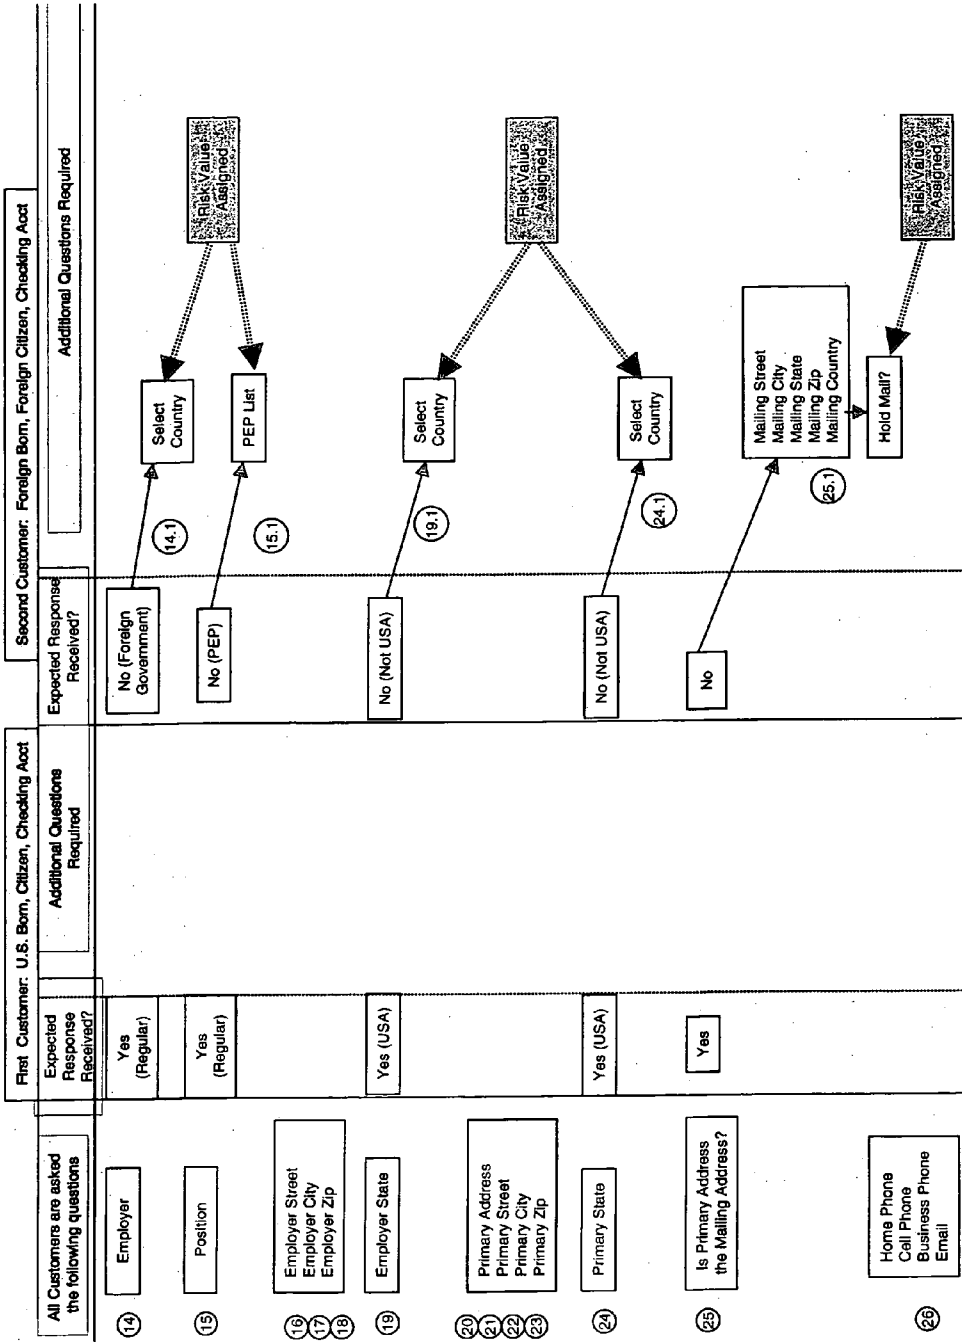 First Customer: U.S. Born, Citizen, Checking Acct
Second Customer: Foreign Born, Foreign Citizen, Checking Acct
All Customers are asked
the following questions
Expected
Response
Received?
Additional Questions
Required
Expected Response
Received?
Additional Questions Required
14
Employer
Yes
(Regular)
No (Foreign
Government)
14.1
Select
Country
Risk Value
Assigned
15
Position
Yes
(Regular)
No (PEP)
15.1
PEP List
16
17
18
Employer Street
Employer City
Employer Zip
19
Employer State
Yes (USA)
No (Not USA)
19.1
Select
Country
Risk Value
Assigned
20
21
22
23
Primary Address
Primary Street
Primary City
Primary Zip
24
Primary State
Yes (USA)
No (Not USA)
24.1
Select
Country
25
Is Primary Address
the Mailing Address?
Yes
No
25.1
Mailing Street
Mailing City
Mailing State
Mailing Zip
Mailing Country
Hold Mail?
Risk Value
Assigned
26
Home Phone
Cell Phone
Business Phone
Email